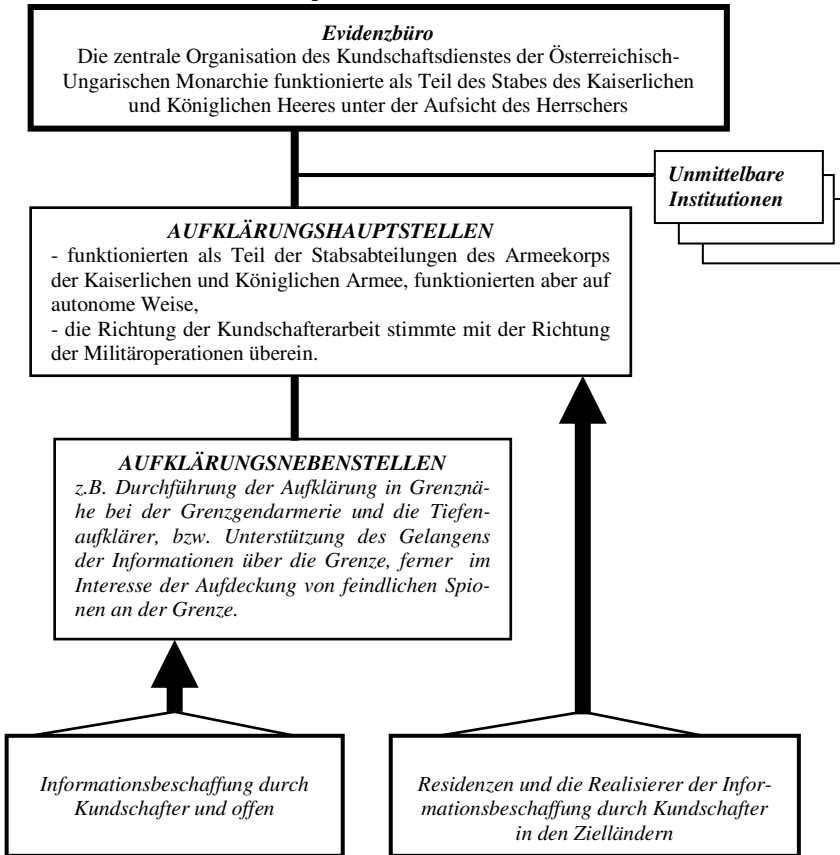 Evidenzbüro
Die zentrale Organisation des Kundschaftsdienstes der Österreichisch-
Ungarischen Monarchie funktionierte als Teil des Stabes des Kaiserlichen
und Königlichen Heeres unter der Aufsicht des Herrschers
Unmittelbare
Institutionen
AUFKLÄRUNGSHAUPTSTELLEN
- funktionierten als Teil der Stabsabteilungen des Armeekorps
der Kaiserlichen und Königlichen Armee, funktionierten aber auf
autonome Weise,
- die Richtung der Kundschafterarbeit stimmte mit der Richtung
der Militäroperationen überein.
AUFKLÄRUNGSNEBENSTELLEN
z.B. Durchführung der Aufklärung in Grenznä-
he bei der Grenzgendarmerie und die Tiefen-
aufklärer, bzw. Unterstützung des Gelangens
der Informationen über die Grenze, ferner im
Interesse der Aufdeckung von feindlichen Spio-
nen an der Grenze.
Informationsbeschaffung durch
Kundschafter und offen
Residenzen und die Realisierer der Infor-
mationsbeschaffung durch Kundschafter
in den Zielländern